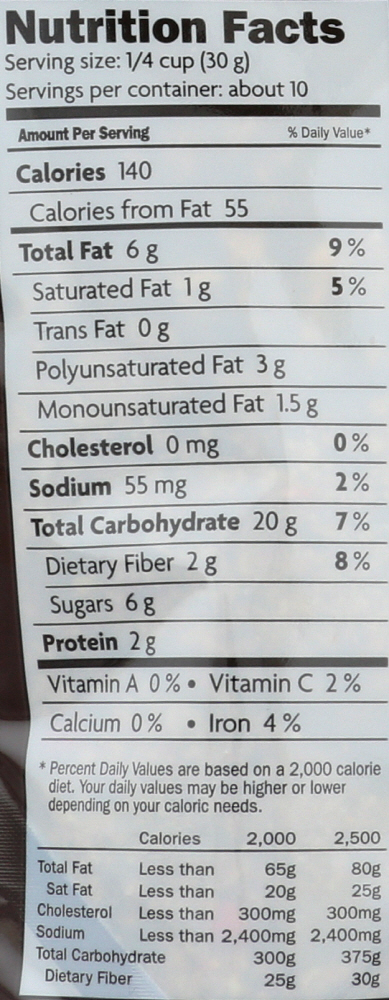 Nutrition Facts
Serving size: 1/4 cup (30 g)
Servings per container: about 10
Amount Per Serving % Daily Value*
Calories 140
Calories from Fat 55
Total Fat 6 g 9%
Saturated Fat 1 g 5%
Trans Fat 0 g
Polyunsaturated Fat 3 g
Monounsaturated Fat 1.5 g
Cholesterol 0 mg 0%
Sodium 55 mg 2%
Total Carbohydrate 20 g 7%
Dietary Fiber 2 g 8%
Sugars 6 g
Protein 2 g
Vitamin A 0% • Vitamin C 2%
Calcium 0% • Iron 4%
* Percent Daily Values are based on a 2,000 calorie
diet. Your daily values may be higher or lower
depending on your caloric needs.
Calories 2,000 2,500
Total Fat Less than 65g 80g
Sat Fat Less than 20g 25g
Cholesterol Less than 300mg 300mg
Sodium Less than 2,400mg 2,400mg
Total Carbohydrate 300g 375g
Dietary Fiber 25g 30g